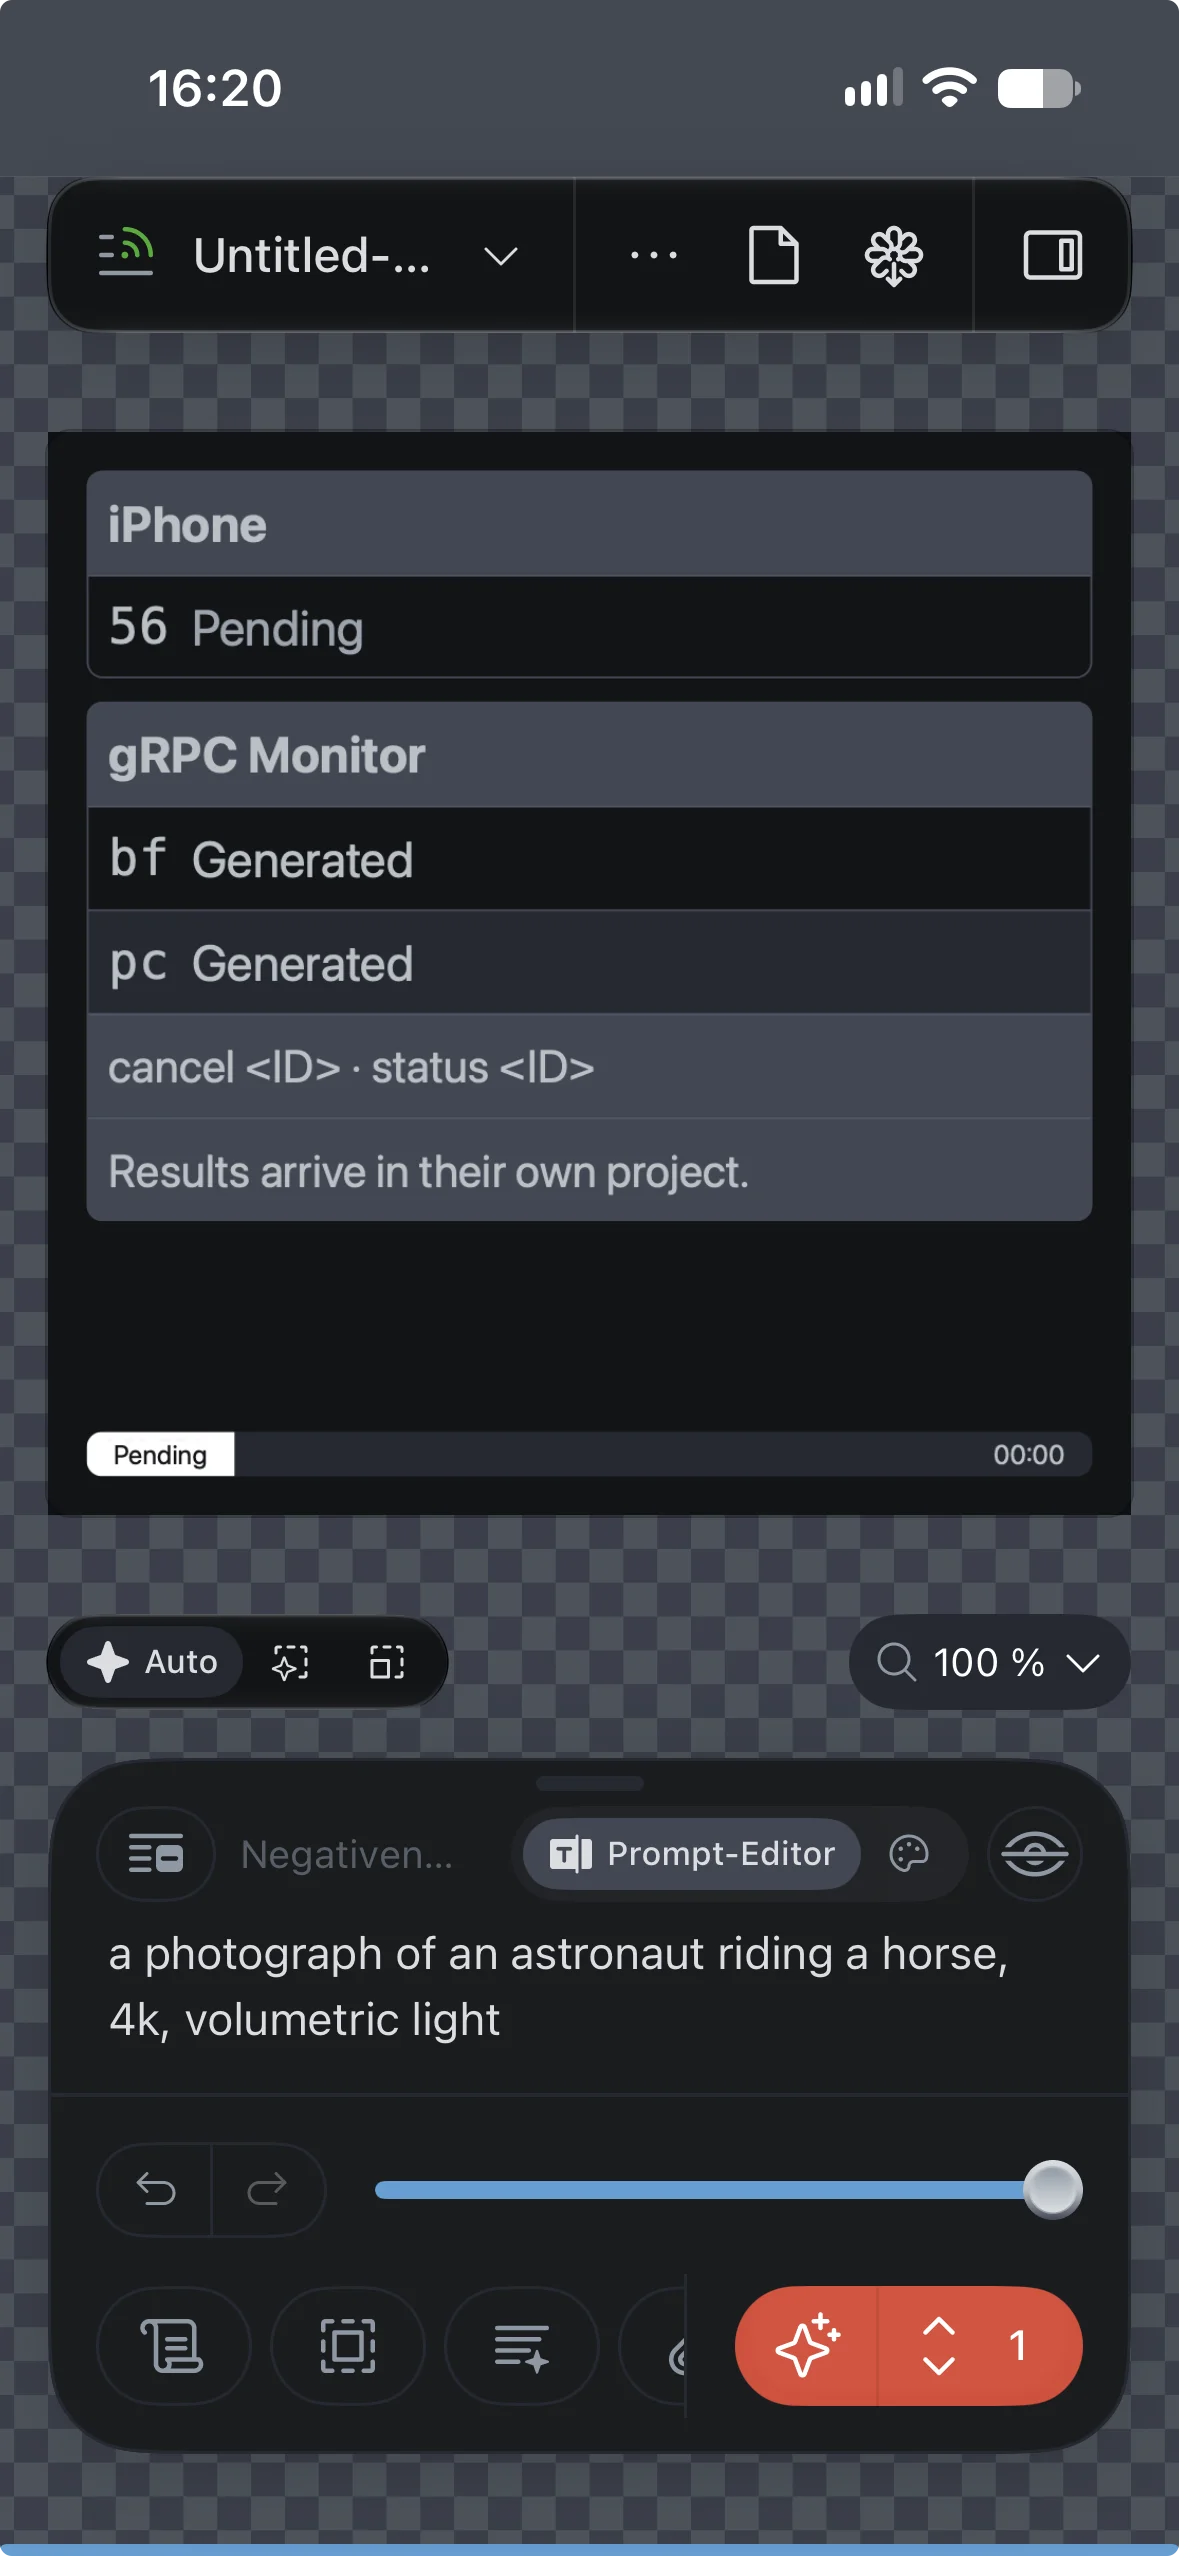 16:20
Untitled-...
iPhone
56 Pending
gRPC Monitor
bf Generated
pc Generated
cancel <ID> · status <ID>
Results arrive in their own project.
Pending 00:00
Auto
100 %
Negativen...
Prompt-Editor
a photograph of an astronaut riding a horse,
4k, volumetric light
1